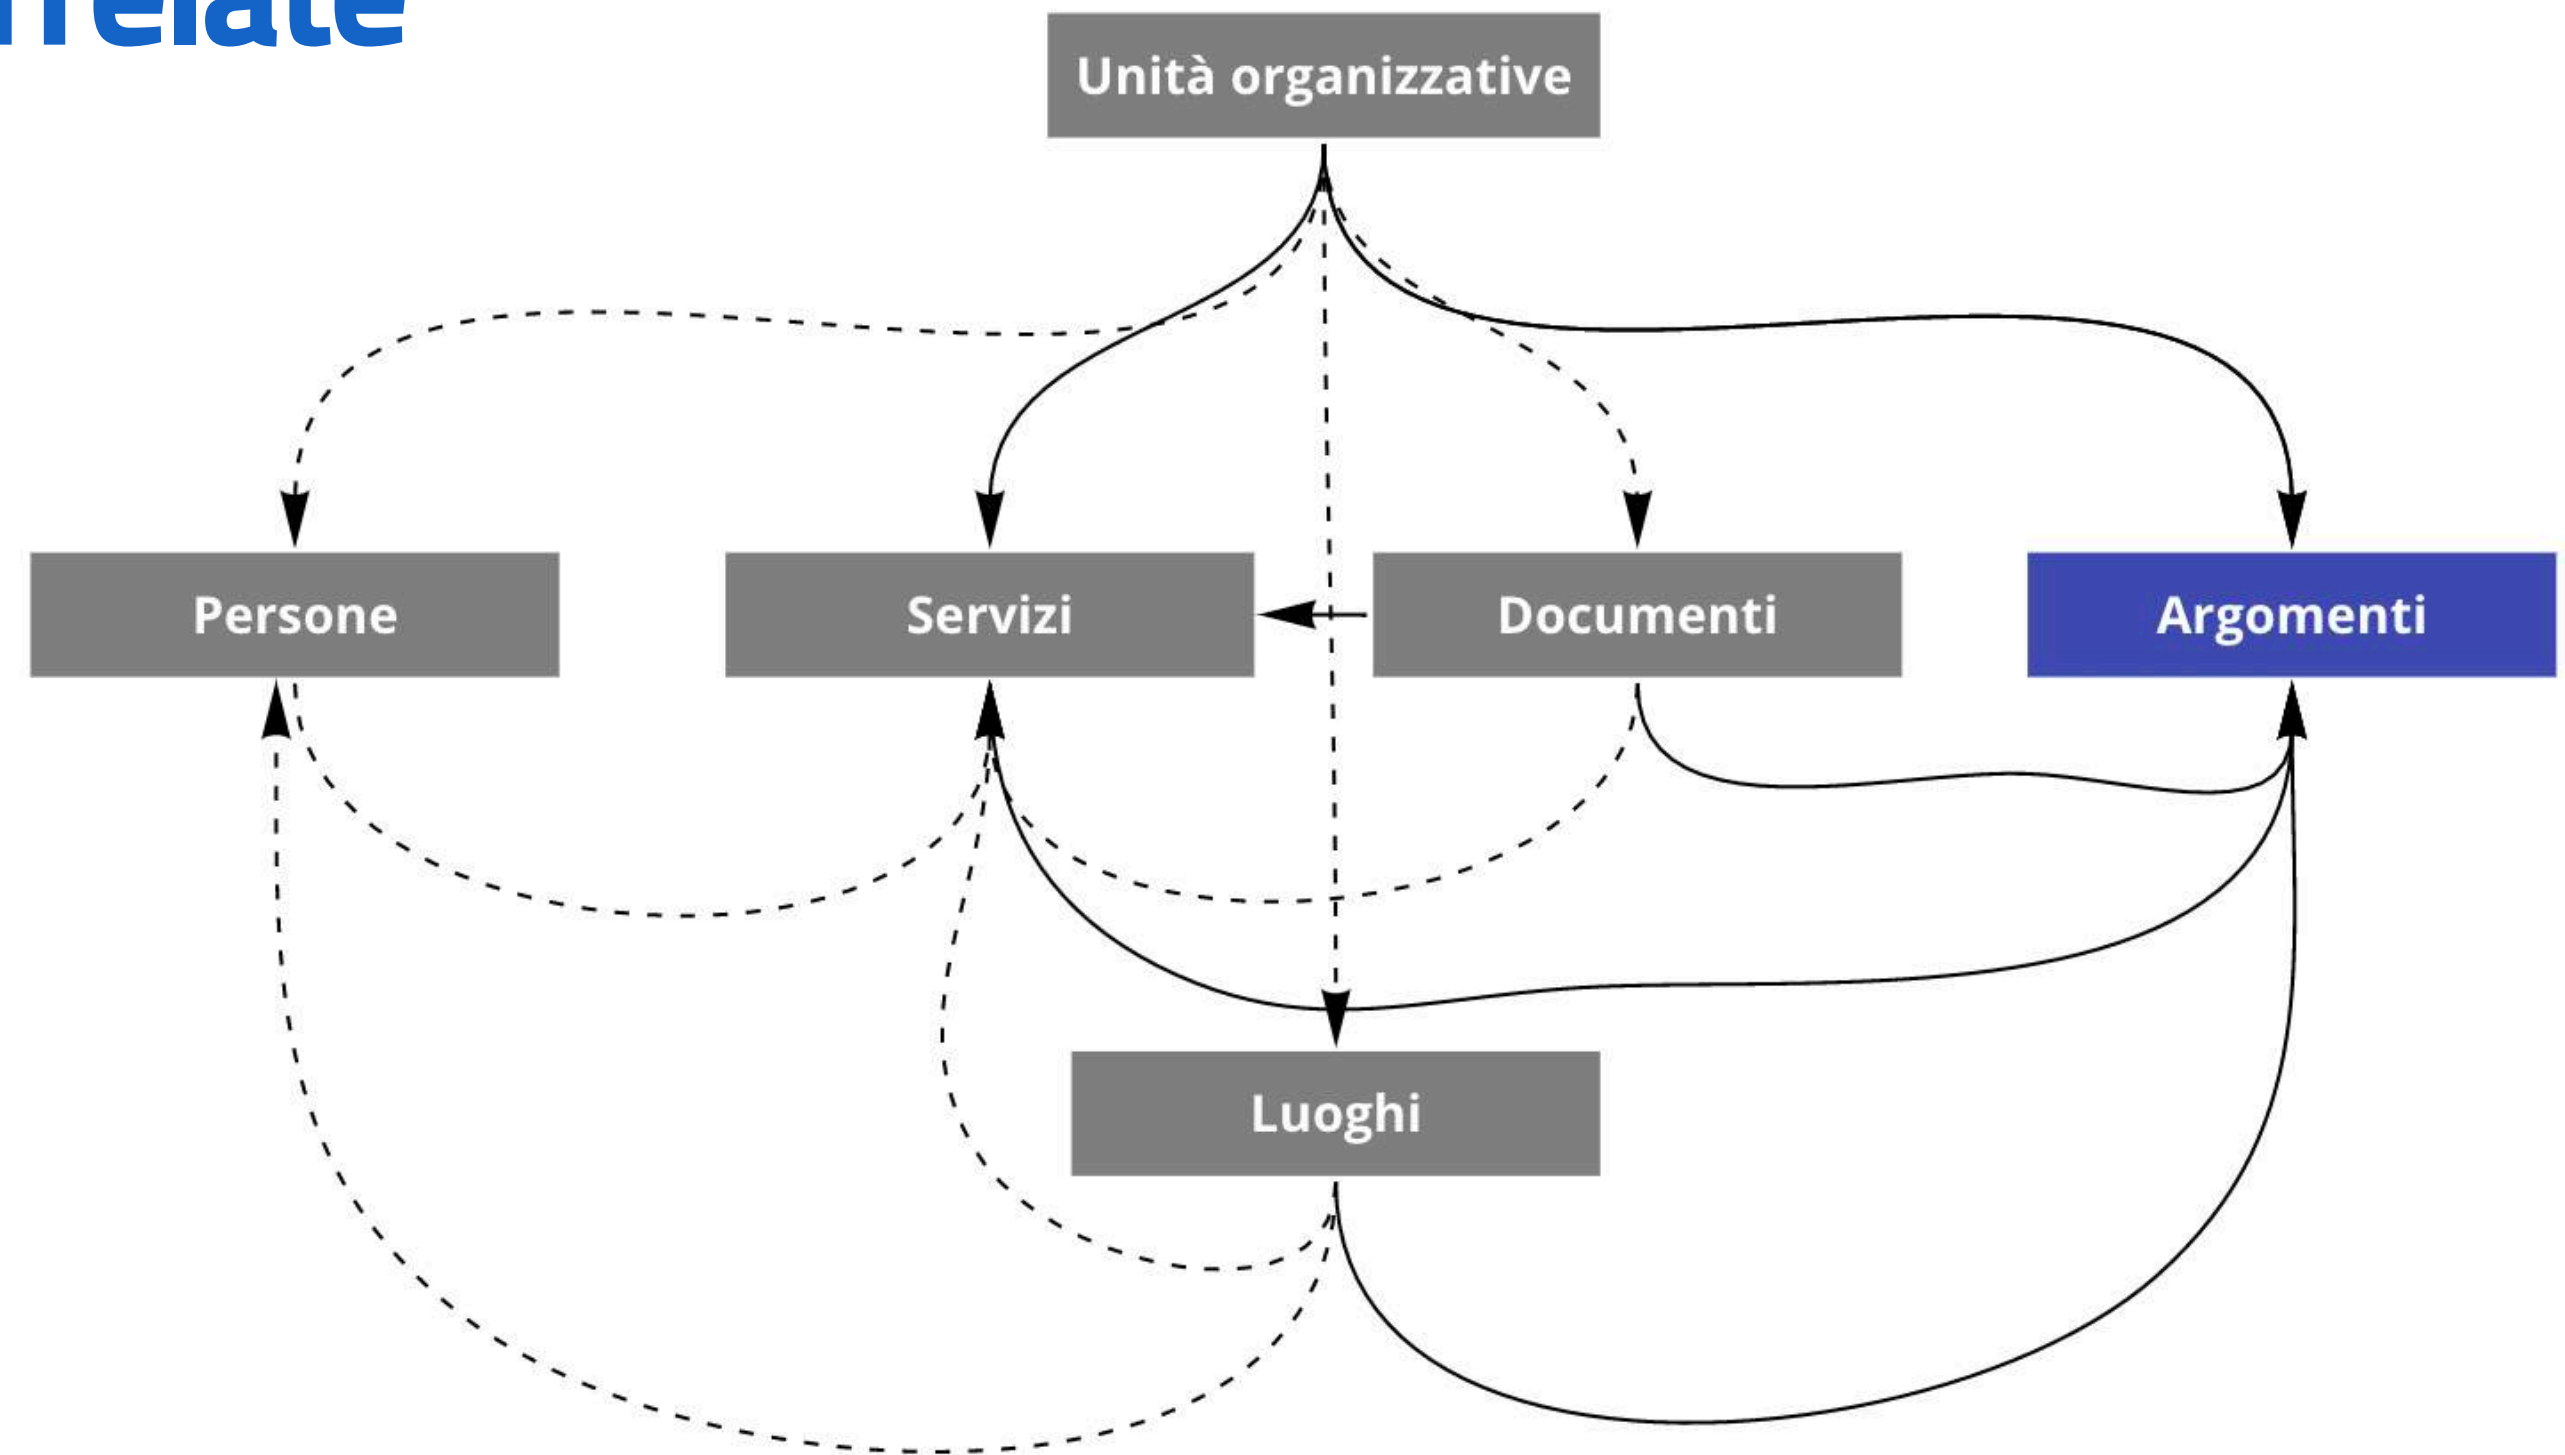 Unità organizzative
Persone
Servizi
Documenti
Argomenti
Luoghi